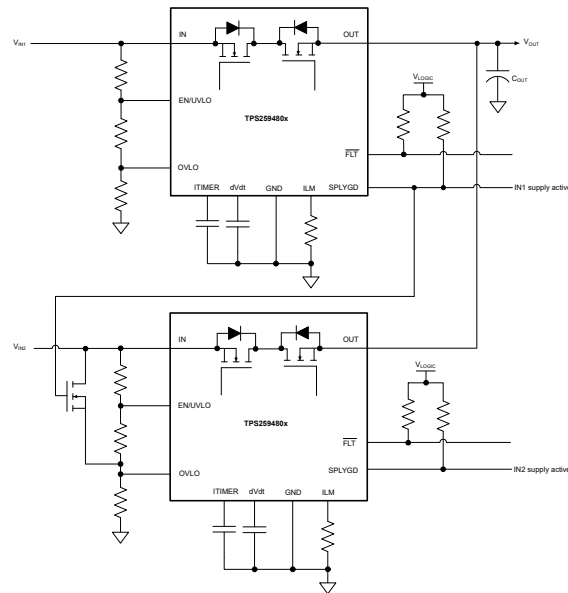 VIN1
IN
OUT
VOUT
COUT
VLOGIC
EN/UVLO
TPS259480x
FLT
OVLO
ITIMER dVdt GND ILM SPLYGD
IN1 supply active
VIN2
IN
OUT
VLOGIC
EN/UVLO
TPS259480x
FLT
SPLYGD
OVLO
IN2 supply active
ITIMER dVdt GND ILM